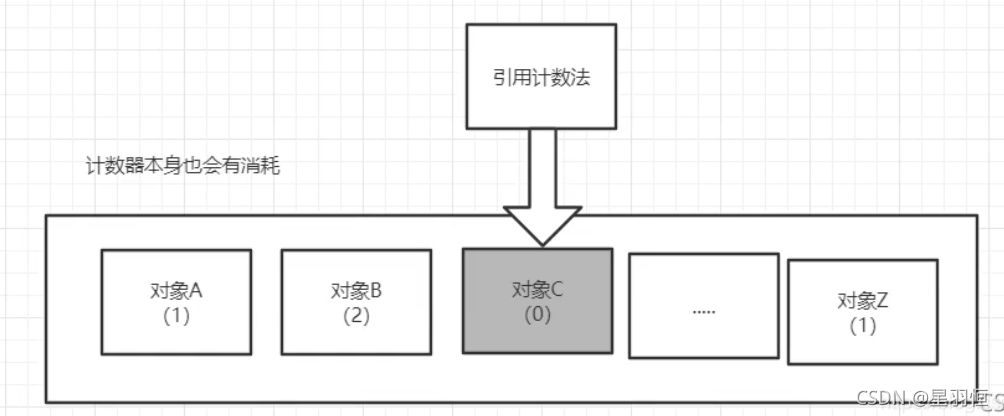 引用计数法
计数器本身也会有消耗
对象A
(1)
对象B
(2)
对象C
(0)
.....
对象Z
(1)
CSDN @星羽恒